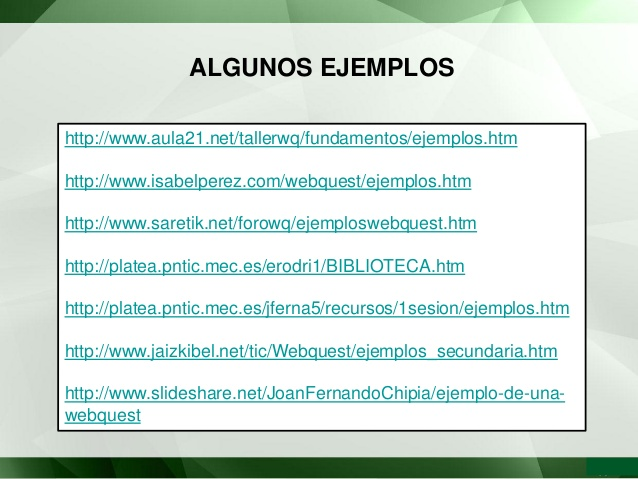 ALGUNOS EJEMPLOS
http://www.aula21.net/tallerwq/fundamentos/ejemplos.htm
http://www.isabelperez.com/webquest/ejemplos.htm
http://www.saretik.net/forowq/ejemploswebquest.htm
http://platea.pntic.mec.es/erodri1/BIBLIOTECA.htm
http://platea.pntic.mec.es/jferna5/recursos/1sesion/ejemplos.htm
http://www.jaizkibel.net/tic/Webquest/ejemplos_secundaria.htm
http://www.slideshare.net/JoanFernandoChipia/ejemplo-de-una-
webquest